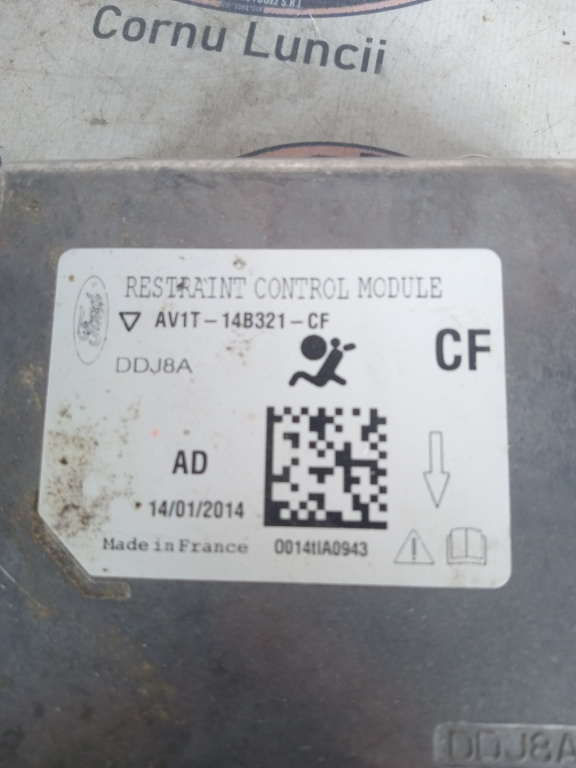 Cornu Luncii
Ford
RESTRAINT CONTROL MODULE
AV1T-14B321-CF
CF
DDJ8A
AD
14/01/2014
Made in France
0014tIA0943
DDJ8A